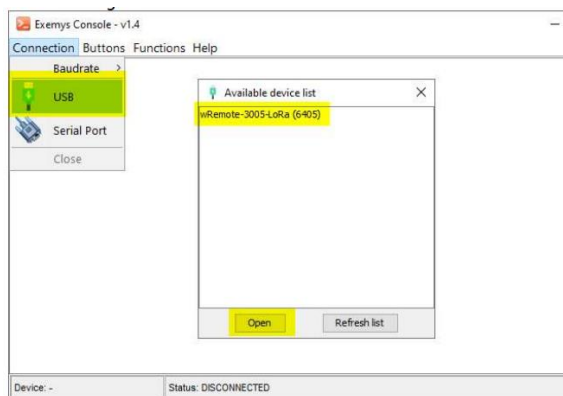 Exemys Console - v1.4
Connection Buttons Functions Help
Baudrate >
USB
Serial Port
Close
Available device list
wRemote-3005-LoRa (6405)
Open Refresh list
Device: - Status: DISCONNECTED